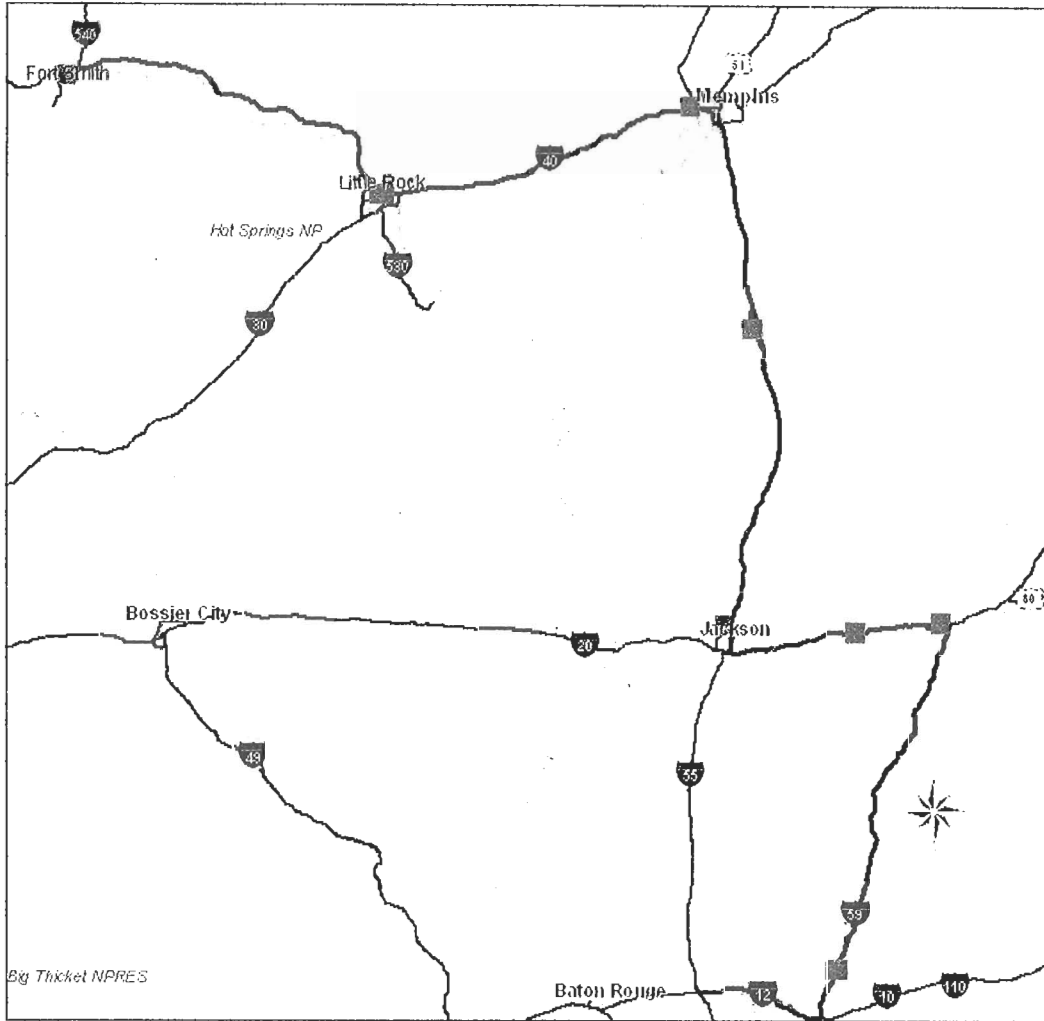 540
Fort Smith
51
Memphis
40
Little Rock
Hot Springs NP
530
30
80
Bossier City
Jackson
20
49
55
59
Big Thicket NPRES
Baton Rouge
12
10
110